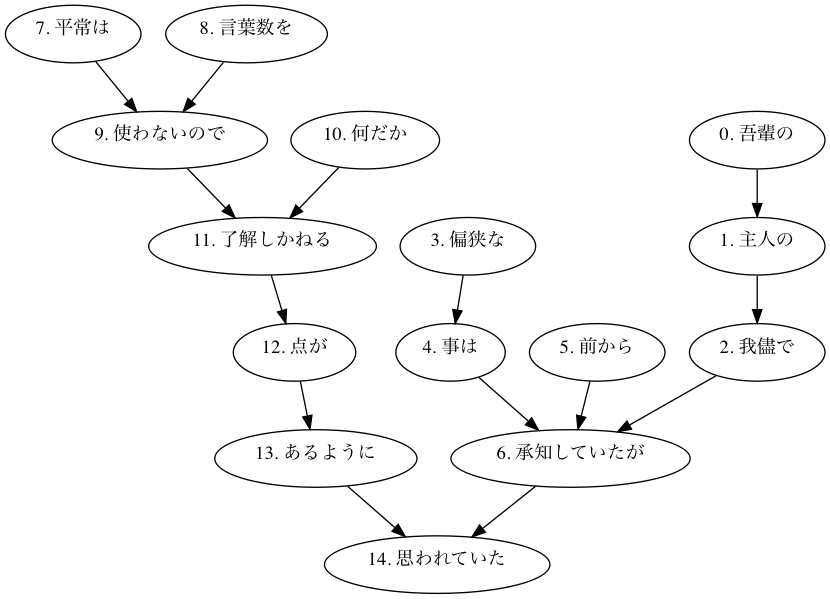 7. 平常は
8. 言葉数を
9. 使わないので
10. 何だか
0. 吾輩の
11. 了解しかねる
3. 偏狭な
1. 主人の
12. 点が
4. 事は
5. 前から
2. 我儘で
13. あるように
6. 承知していたが
14. 思われていた